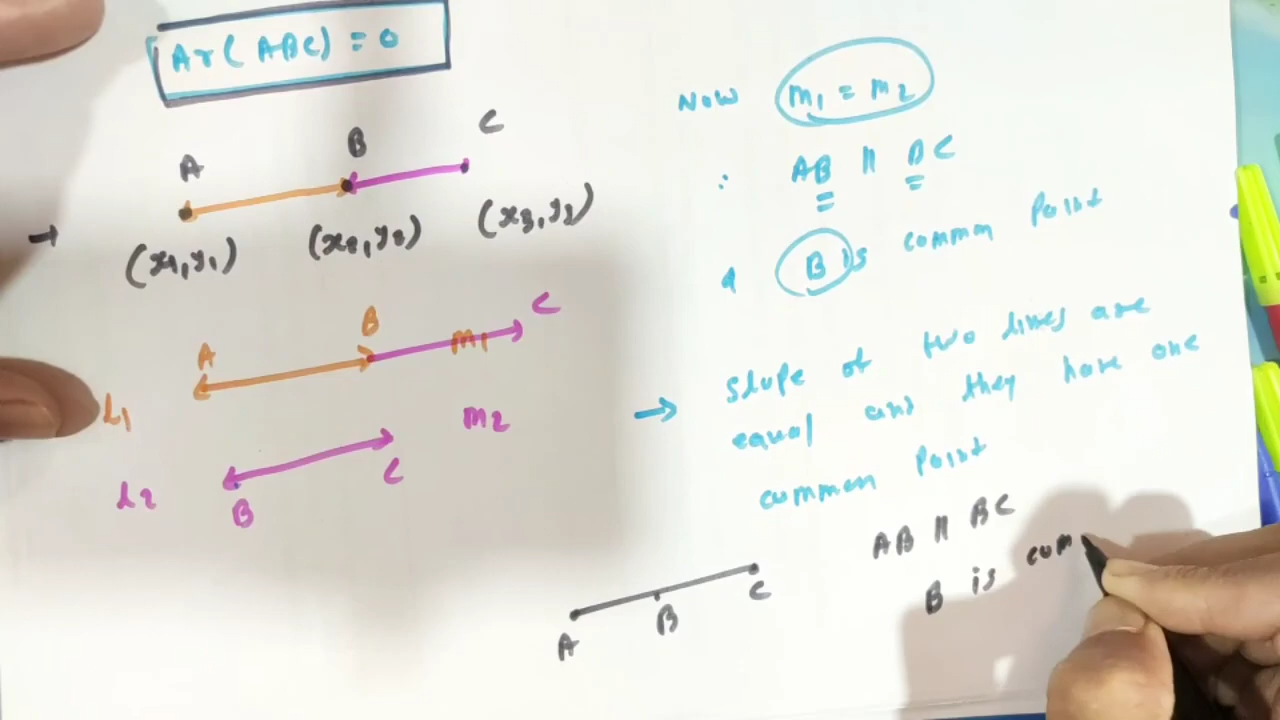 Ar(ABC) = 0
A B C
(x1,y1) (x2,y2) (x3,y3)
A B m1 C
L1
m2
L2 B C
Now m1 = m2
∴ AB || BC
& B is common point
→ slope of two lines are
equal and they have one
common point
AB || BC
B is com
A B C